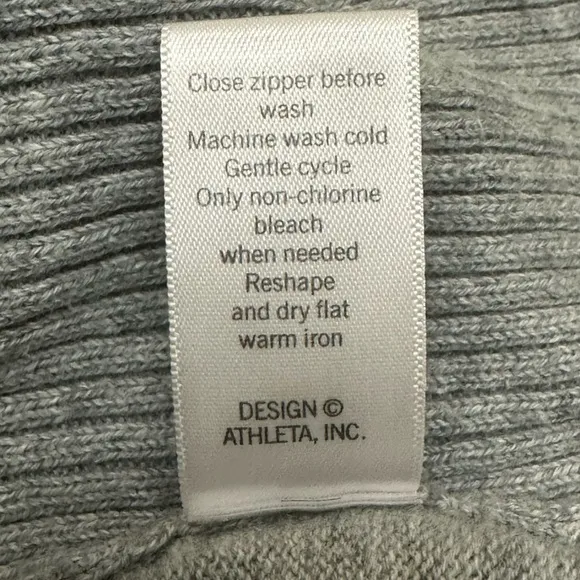 Close zipper before
wash
Machine wash cold
Gentle cycle
Only non-chlorine
bleach
when needed
Reshape
and dry flat
warm iron
DESIGN ©
ATHLETA, INC.